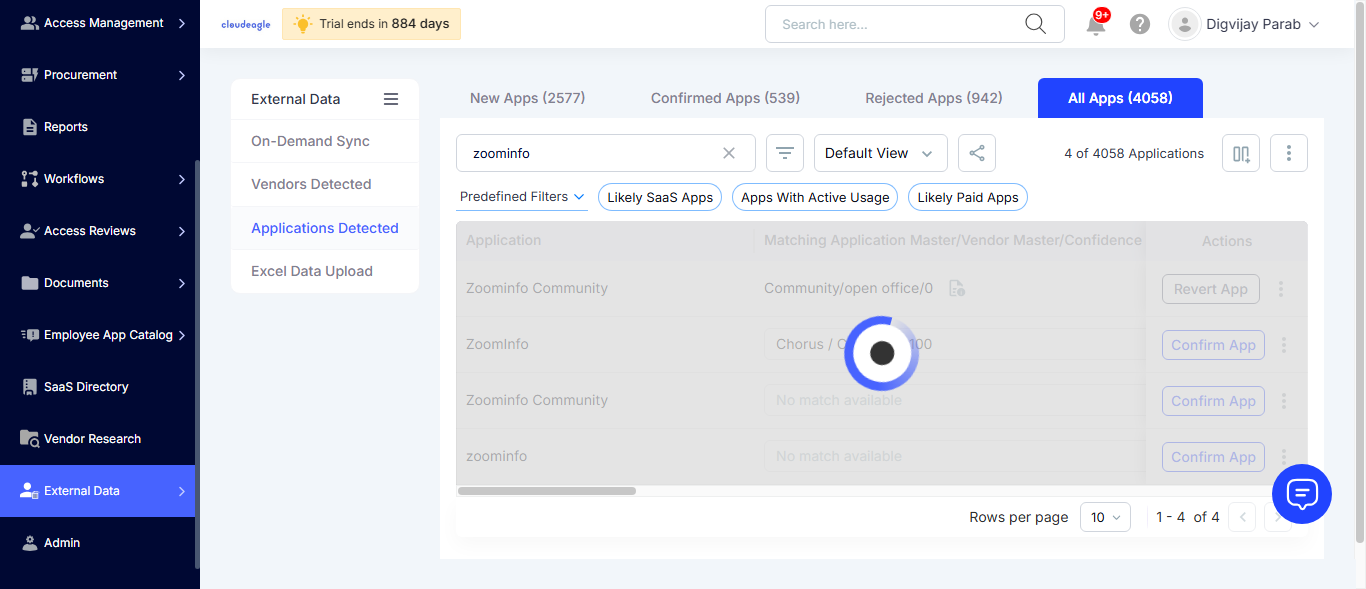 Access Management
Procurement
Reports
Workflows
Access Reviews
Documents
Employee App Catalog
SaaS Directory
Vendor Research
External Data
Admin
cloudeagle
Trial ends in 884 days
Search here...
9+
?
Digvijay Parab
External Data
On-Demand Sync
Vendors Detected
Applications Detected
Excel Data Upload
New Apps (2577)
Confirmed Apps (539)
Rejected Apps (942)
All Apps (4058)
zoominfo
Default View
4 of 4058 Applications
Predefined Filters
Likely SaaS Apps
Apps With Active Usage
Likely Paid Apps
Application
Matching Application Master/Vendor Master/Confidence
Actions
Zoominfo Community
Community/open office/0
Revert App
ZoomInfo
Chorus / 100
Confirm App
Zoominfo Community
No match available
Confirm App
zoominfo
No match available
Confirm App
Rows per page
10
1 - 4 of 4